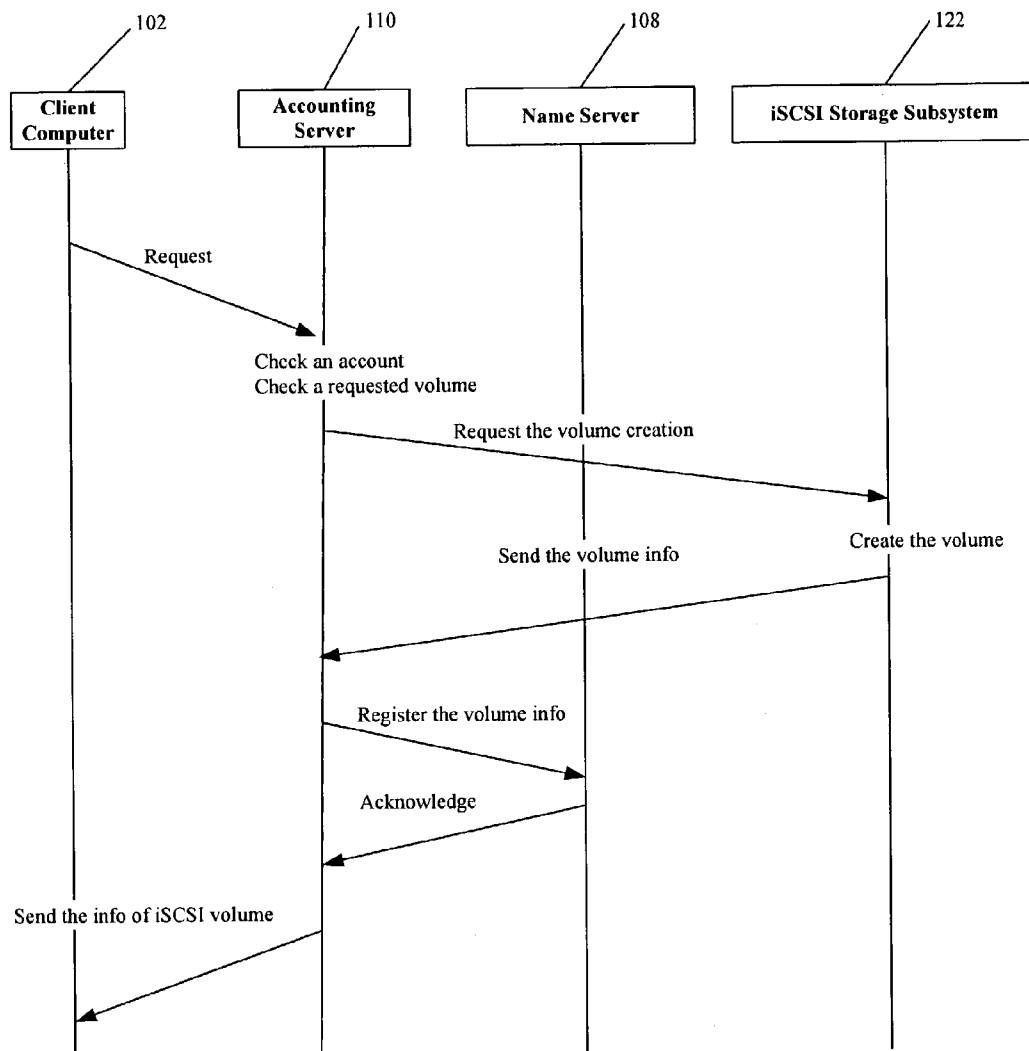 102
110
108
122
Client
Computer
Accounting
Server
Name Server
iSCSI Storage Subsystem
Request
Check an account
Check a requested volume
Request the volume creation
Create the volume
Send the volume info
Register the volume info
Acknowledge
Send the info of iSCSI volume